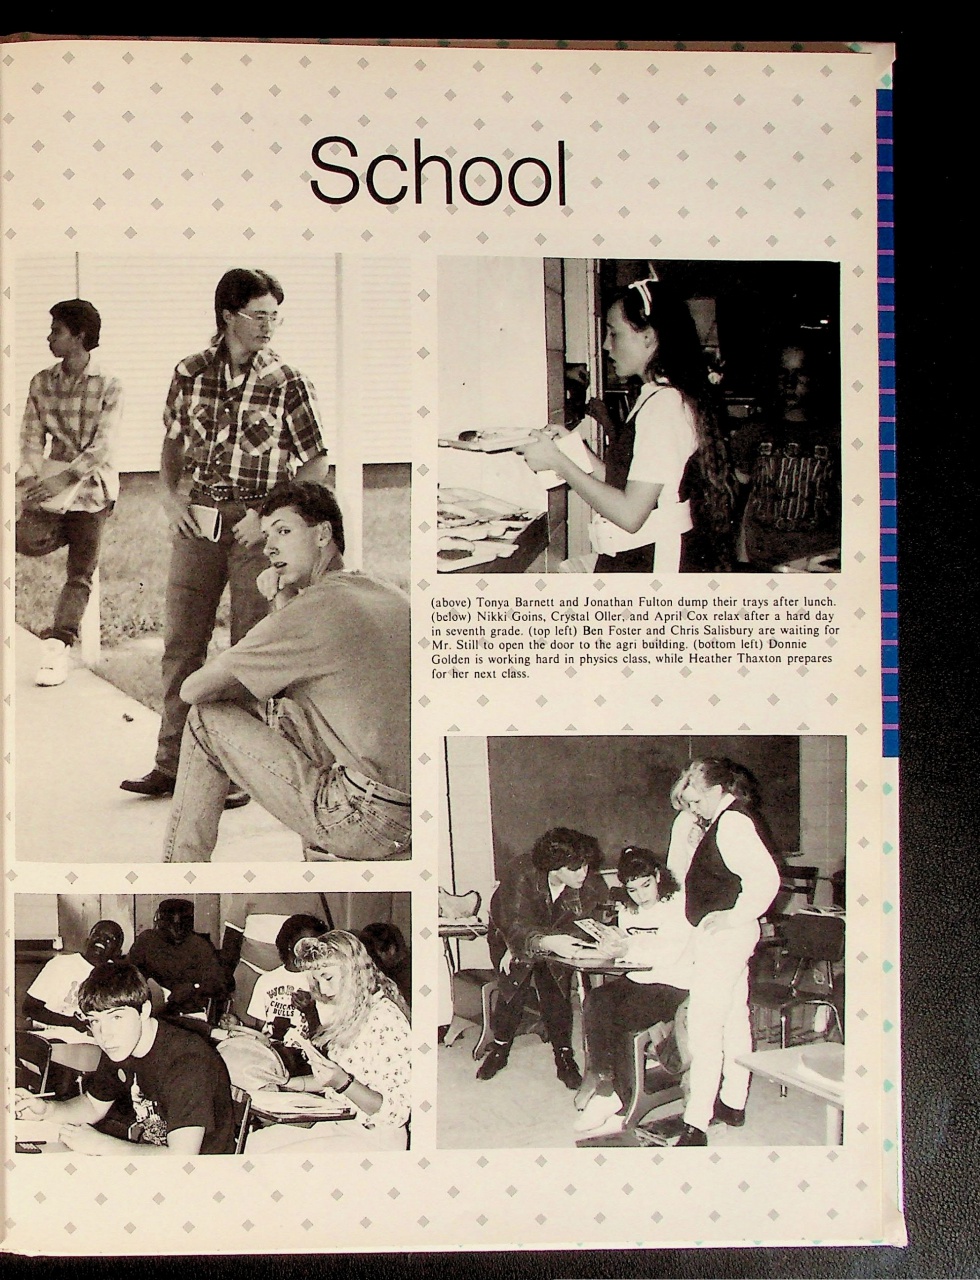 School
(above) Tonya Barnett and Jonathan Fulton dump their trays after lunch.
(below) Nikki Goins, Crystal Oller, and April Cox relax after a hard day
in seventh grade. (top left) Ben Foster and Chris Salisbury are waiting for
Mr. Still to open the door to the agri building. (bottom left) Donnie
Golden is working hard in physics class, while Heather Thaxton prepares
for her next class.
CHICAGO
BULLS